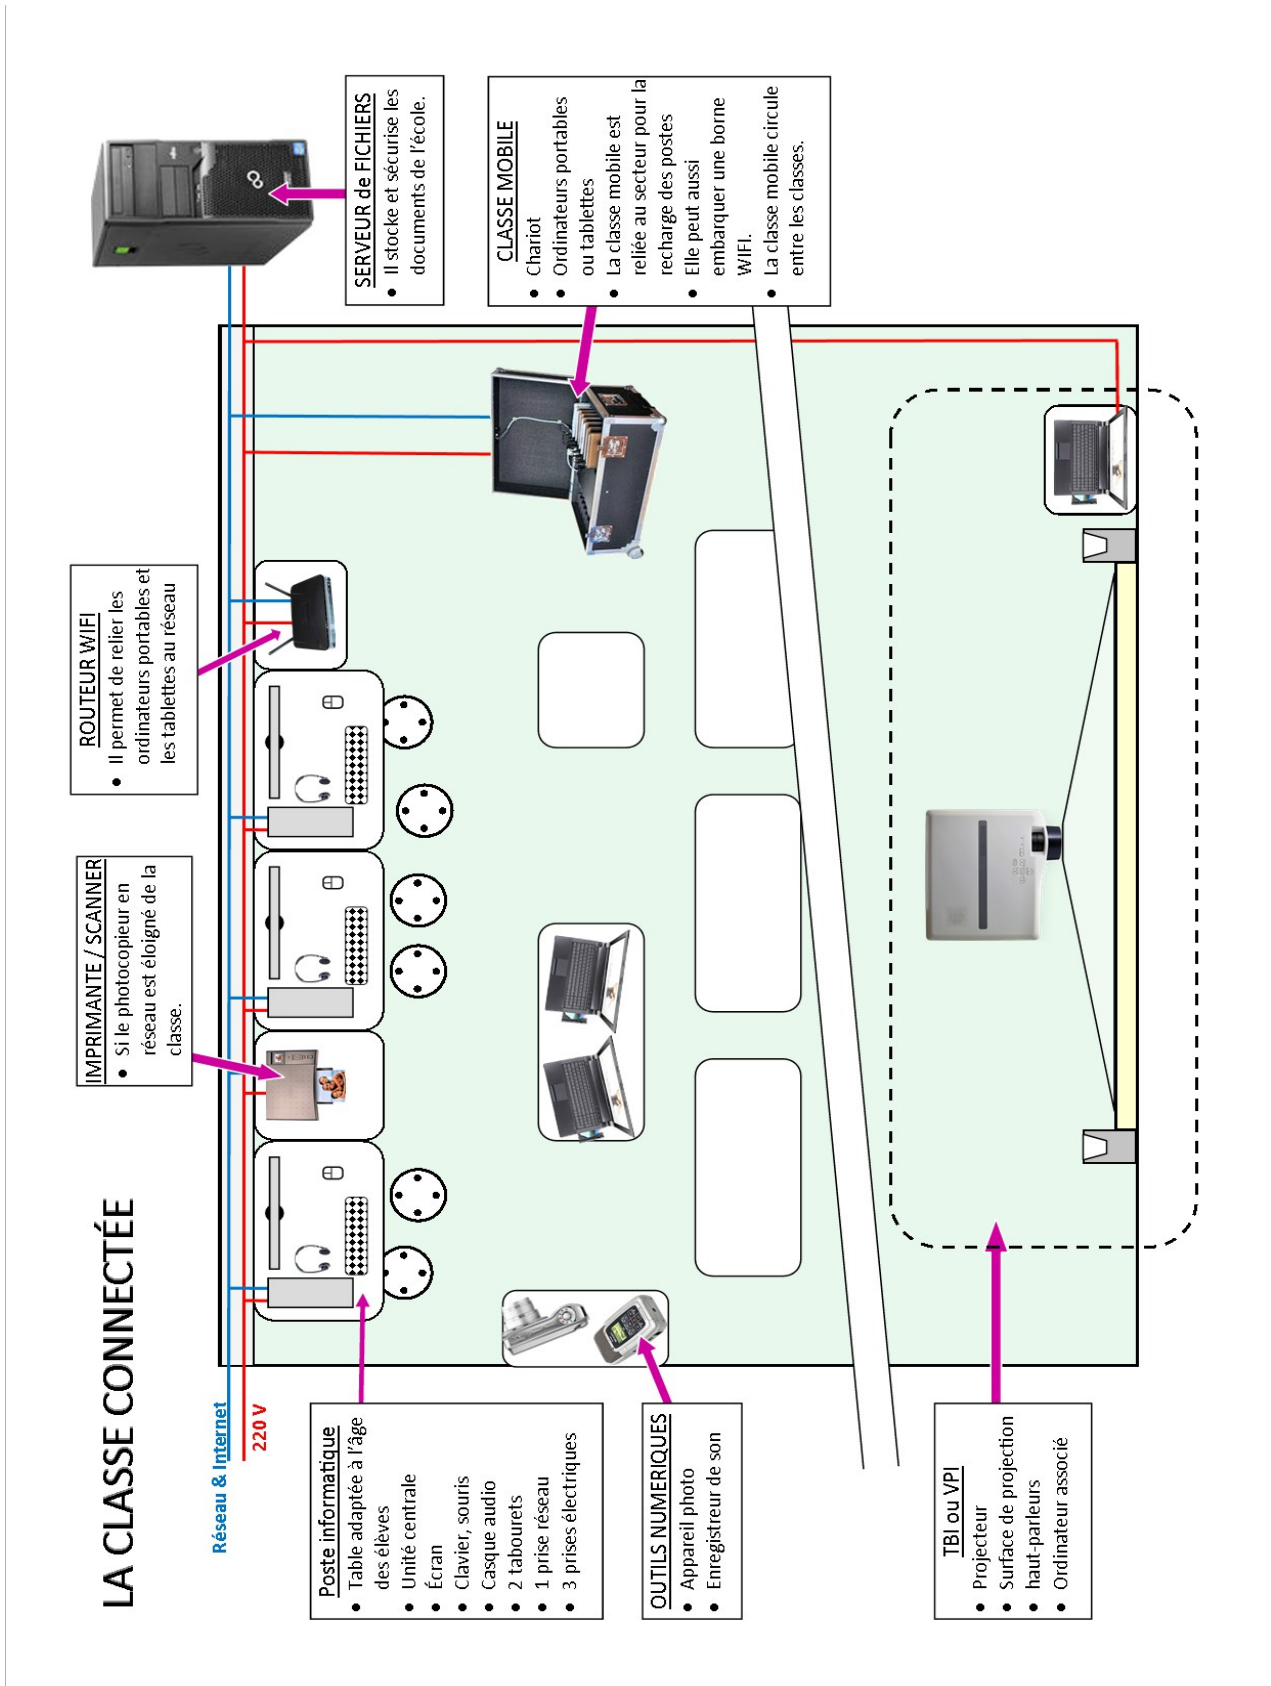 LA CLASSE CONNECTÉE
IMPRIMANTE / SCANNER
• Si le photocopieur en
réseau est éloigné de la
classe.
ROUTEUR WIFI
• Il permet de relier les
ordinateurs portables et
les tablettes au réseau
Réseau & Internet
220 V
SERVEUR de FICHIERS
• Il stocke et sécurise les
documents de l'école.
Poste informatique
• Table adaptée à l'âge
des élèves
• Unité centrale
• Écran
• Clavier, souris
• Casque audio
• 2 tabourets
• 1 prise réseau
• 3 prises électriques
CLASSE MOBILE
• Chariot
• Ordinateurs portables
ou tablettes
• La classe mobile est
reliée au secteur pour la
recharge des postes
• Elle peut aussi
embarquer une borne
WIFI.
• La classe mobile circule
entre les classes.
OUTILS NUMERIQUES
• Appareil photo
• Enregistreur de son
TBI ou VPI
• Projecteur
• Surface de projection
• haut-parleurs
• Ordinateur associé